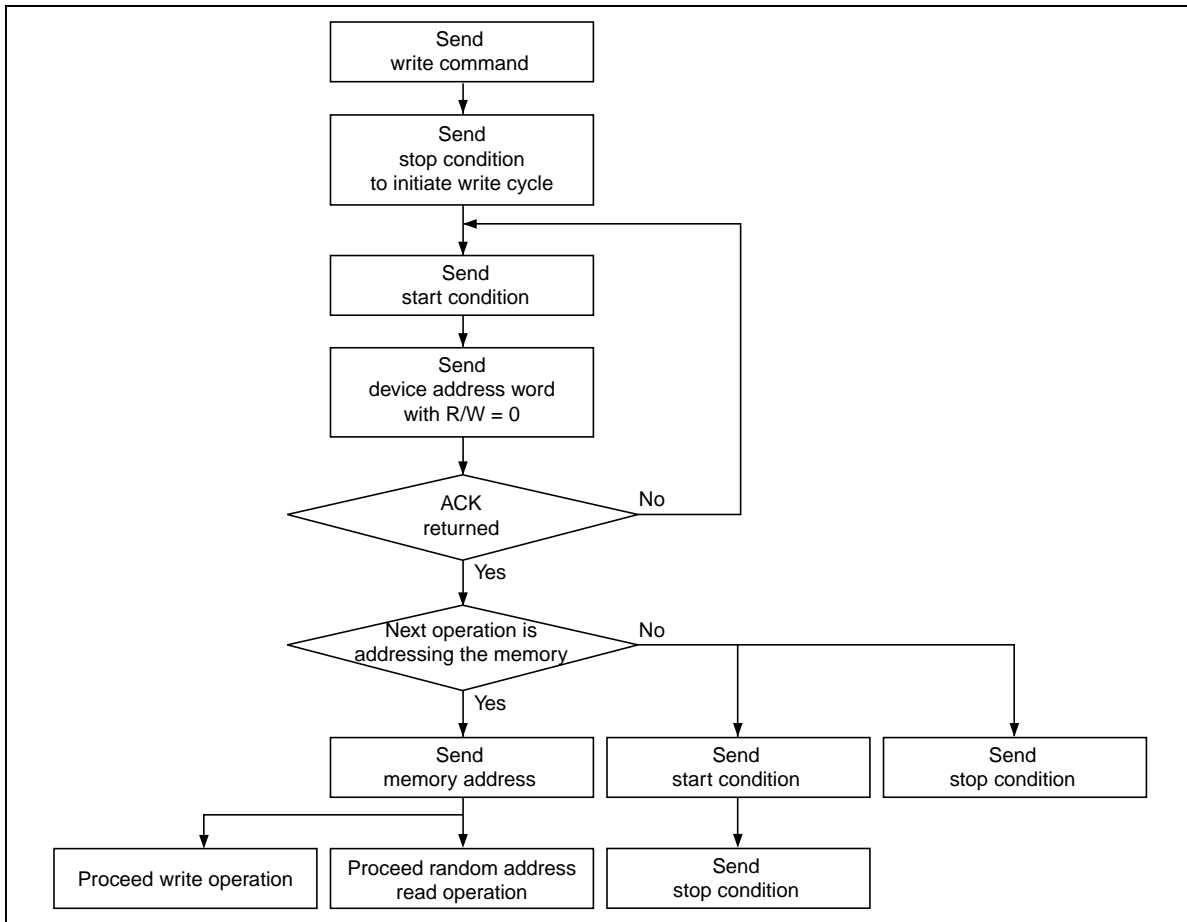 Send
write command
Send
stop condition
to initiate write cycle
Send
start condition
Send
device address word
with R/W = 0
ACK
returned
No
Yes
Next operation is
addressing the memory
No
Yes
Send
memory address
Send
start condition
Send
stop condition
Proceed write operation
Proceed random address
read operation
Send
stop condition